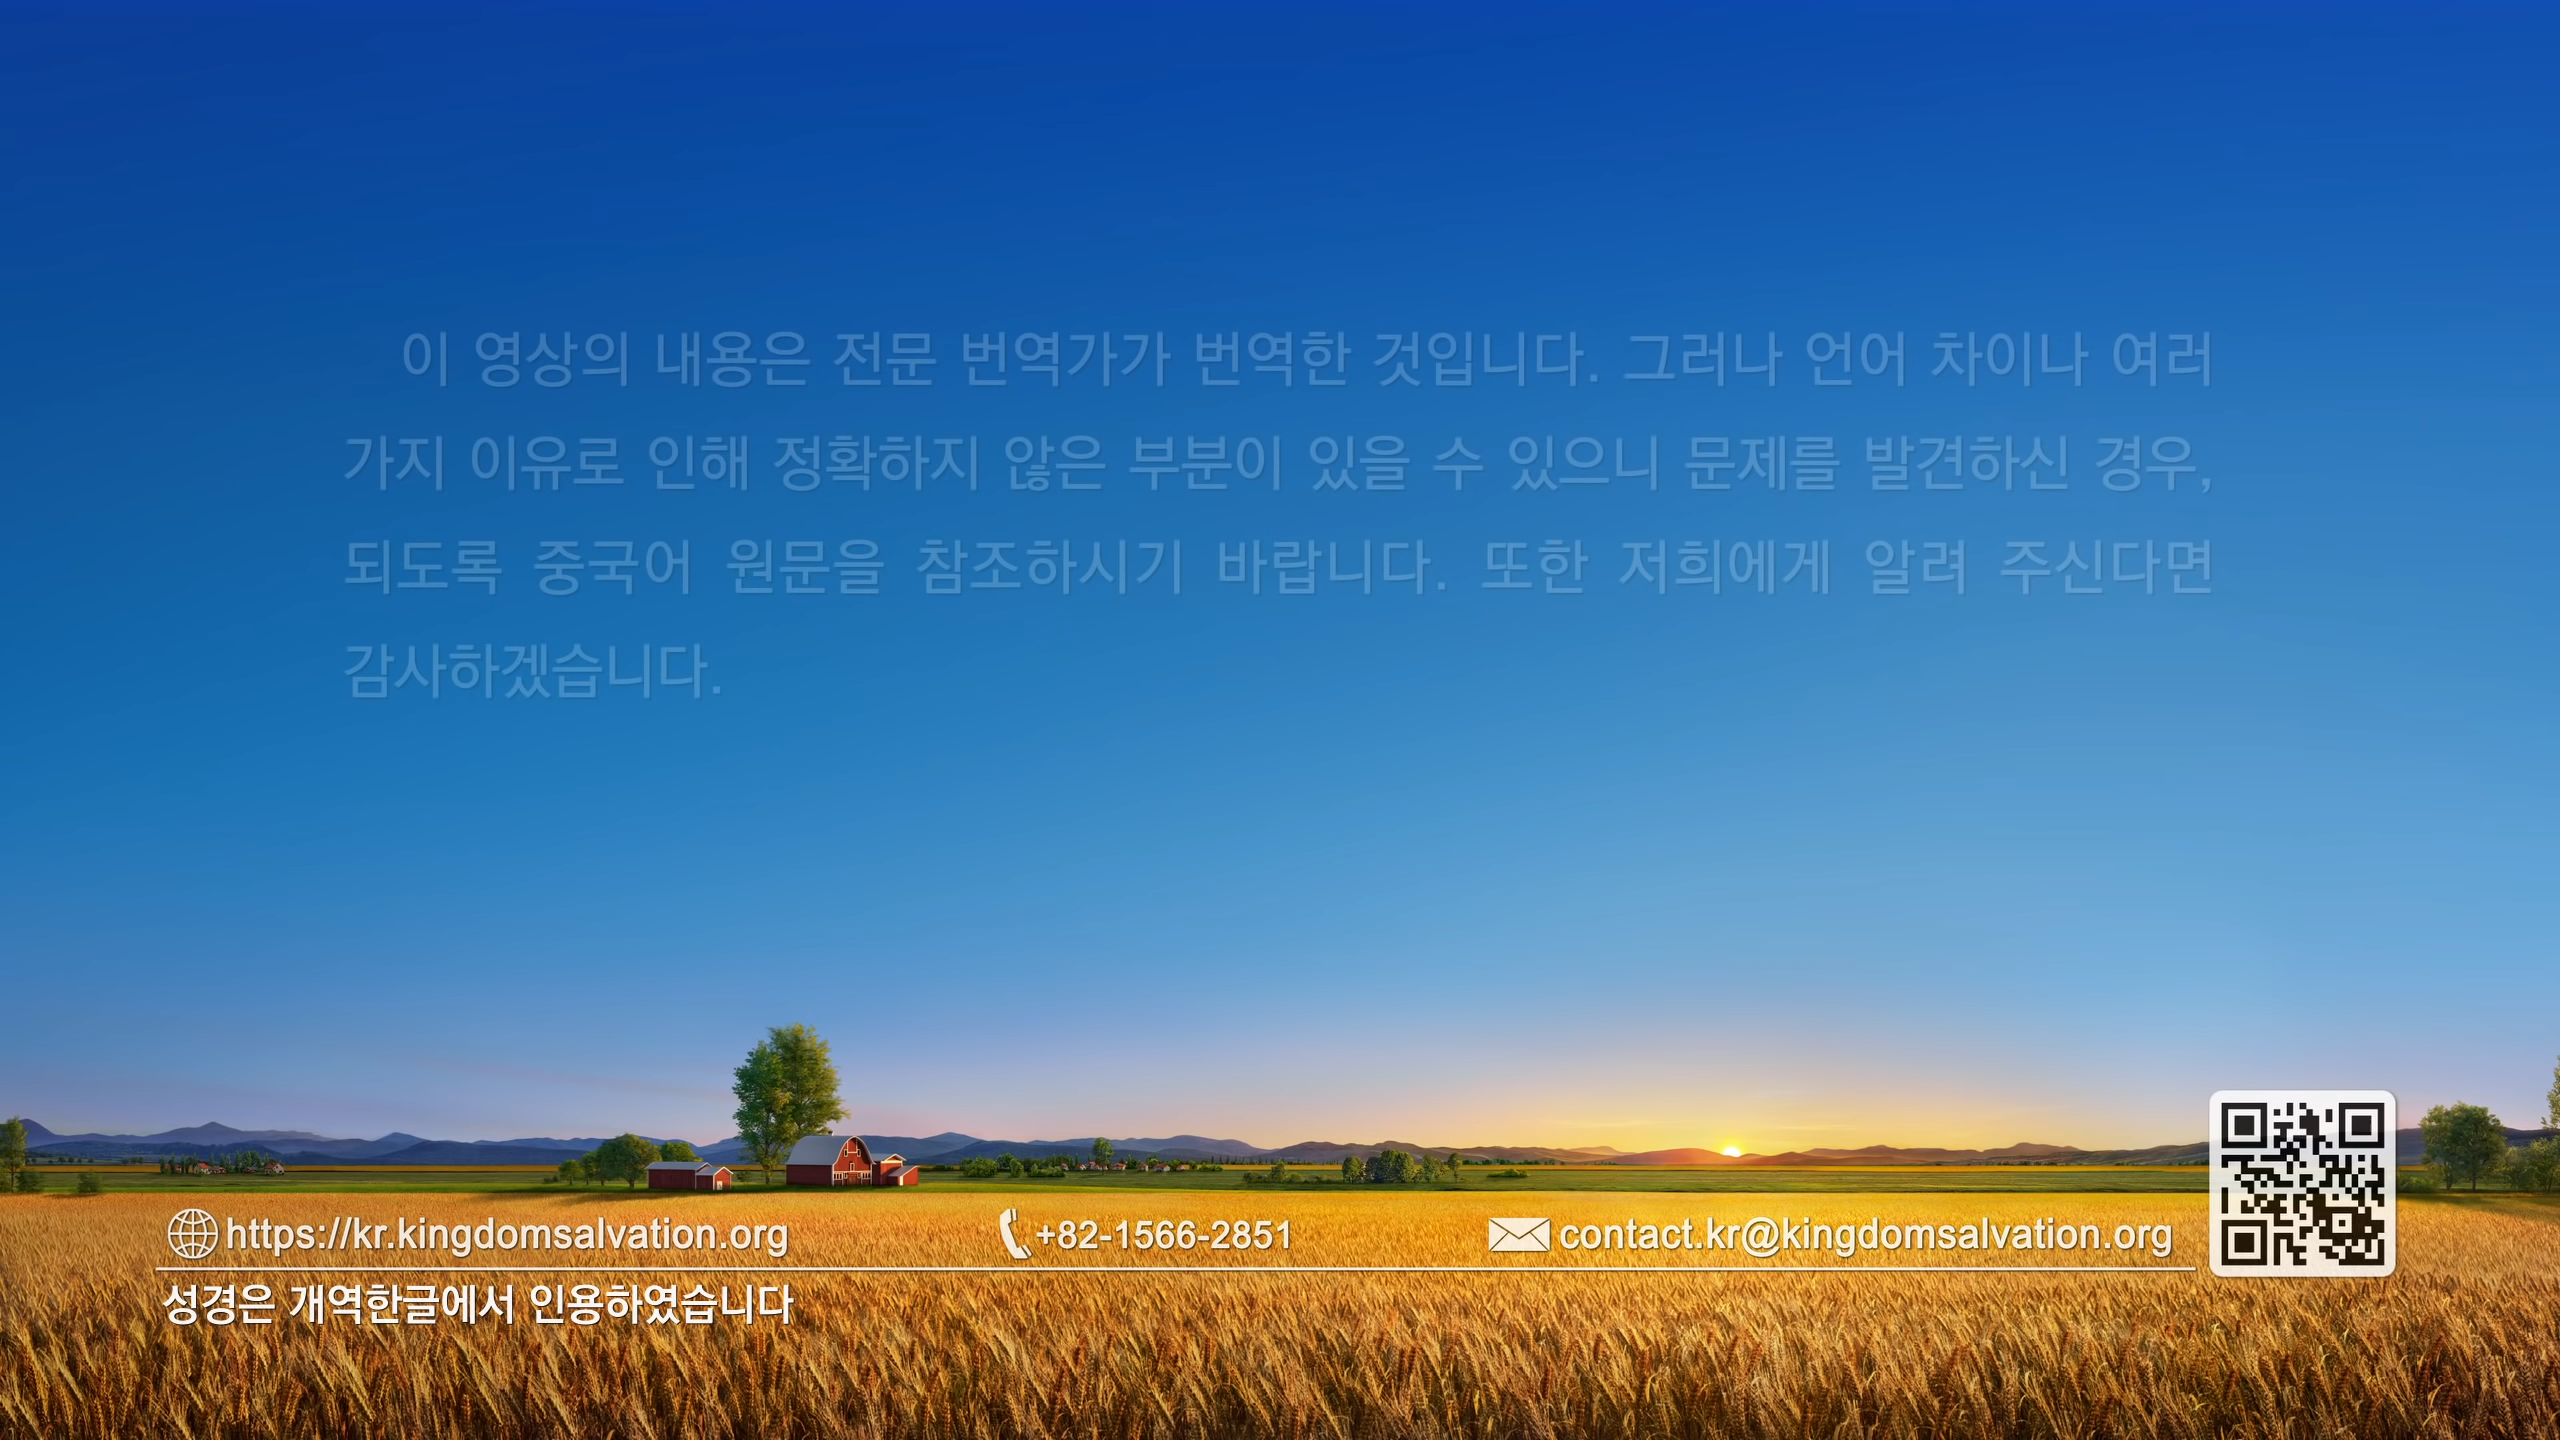 이 영상의 내용은 전문 번역가가 번역한 것입니다. 그러나 언어 차이나 여러
가지 이유로 인해 정확하지 않은 부분이 있을 수 있으니 문제를 발견하신 경우,
되도록 중국어 원문을 참조하시기 바랍니다. 또한 저희에게 알려 주신다면
감사하겠습니다.
https://kr.kingdomsalvation.org +82-1566-2851 contact.kr@kingdomsalvation.org
성경은 개역한글에서 인용하였습니다